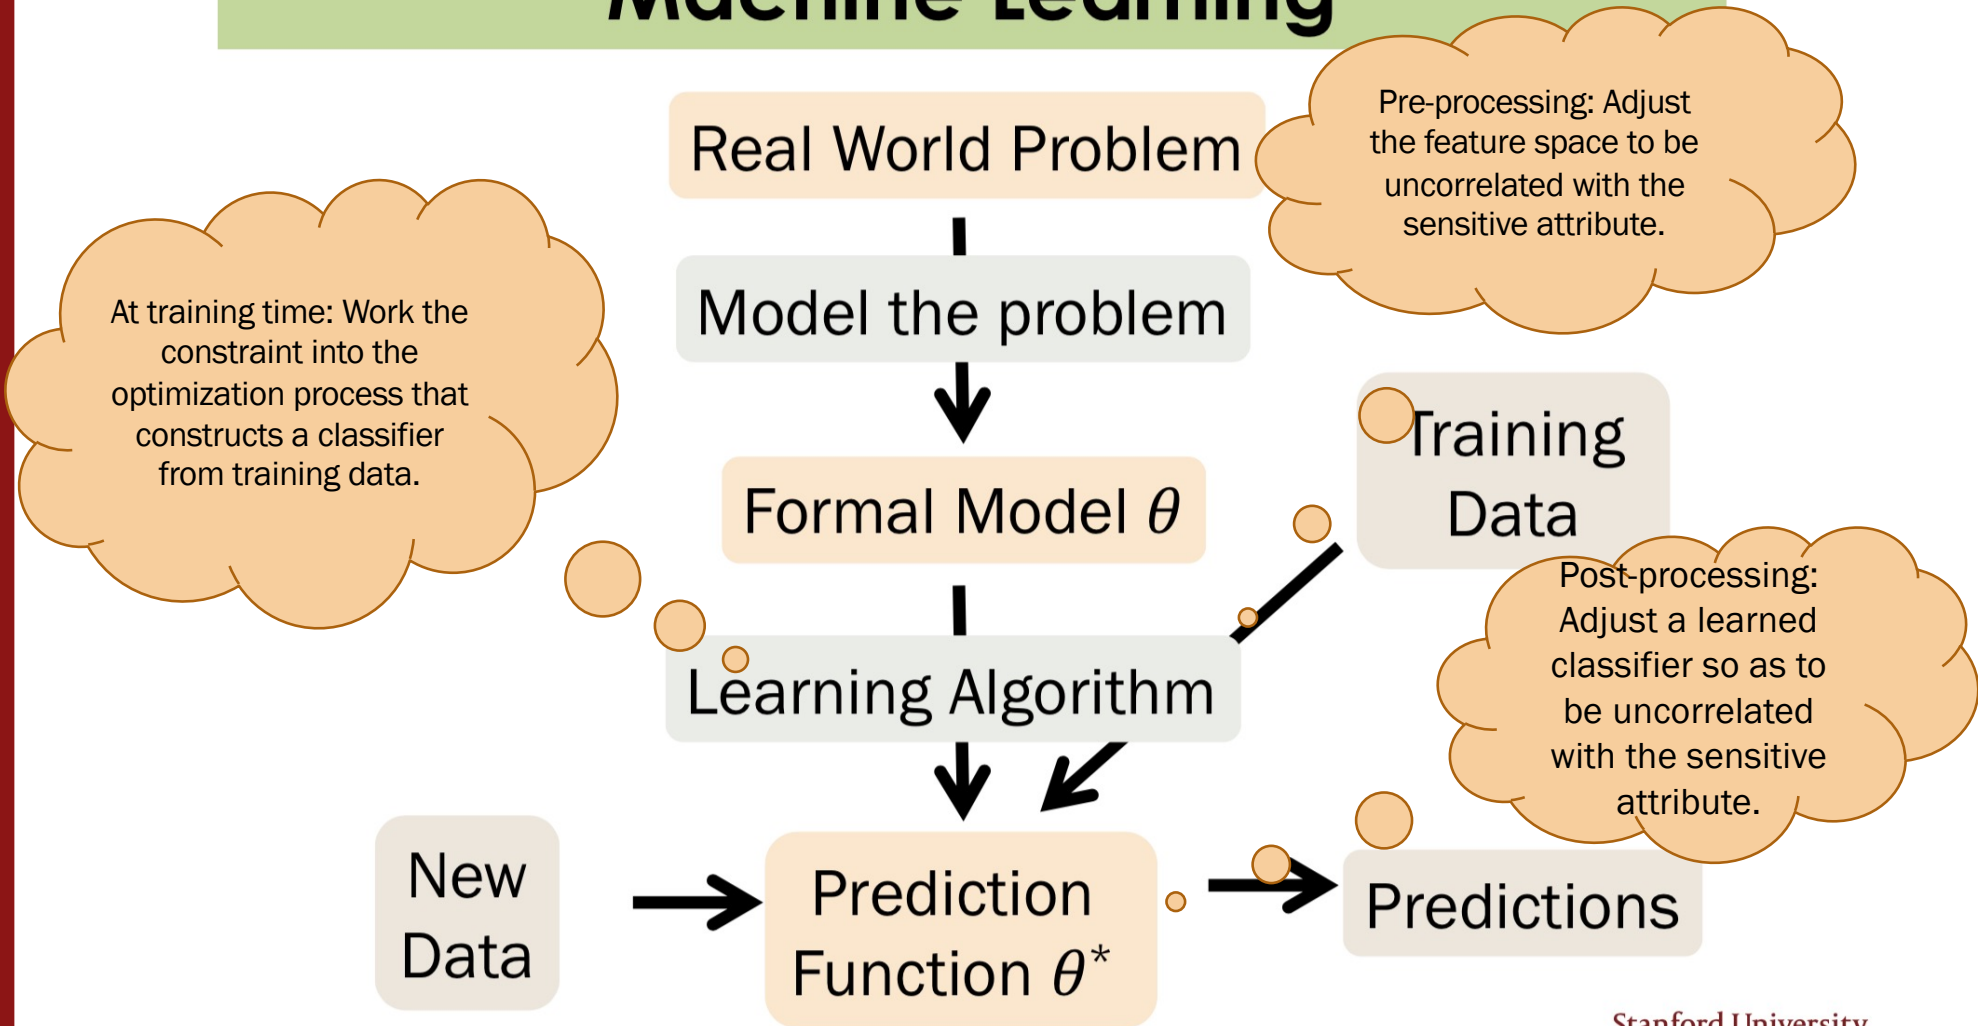 Machine Learning
Real World Problem
Pre-processing: Adjust
the feature space to be
uncorrelated with the
sensitive attribute.
Model the problem
At training time: Work the
constraint into the
optimization process that
constructs a classifier
from training data.
Training
Data
Formal Model θ
Post-processing:
Adjust a learned
classifier so as to
be uncorrelated
with the sensitive
attribute.
Learning Algorithm
New
Data
Prediction
Function θ*
Predictions
Stanford University